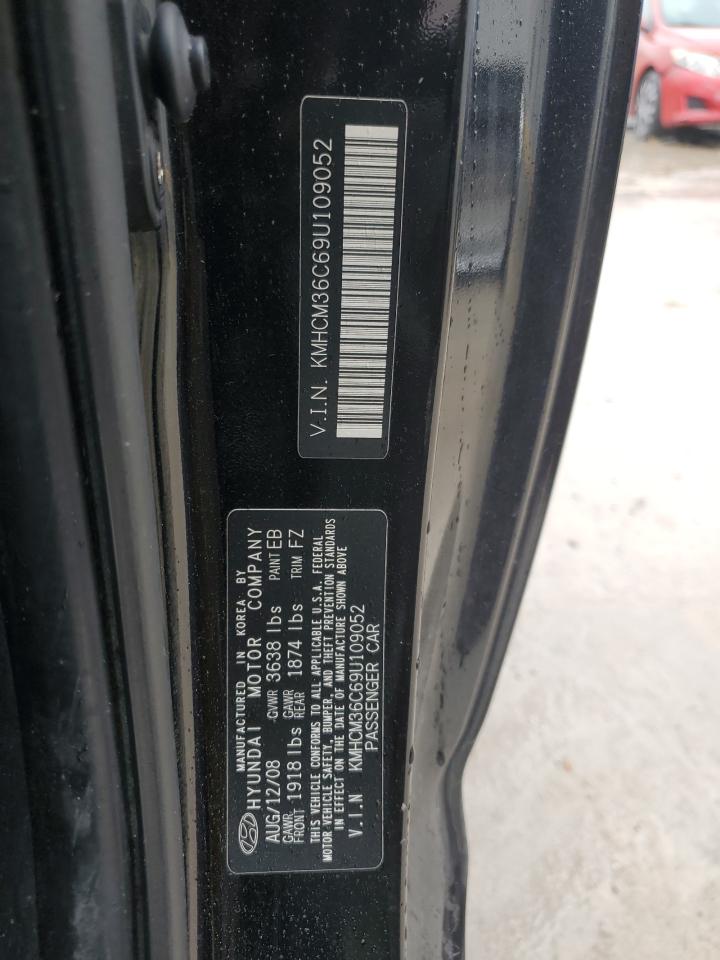 V.I.N. KMHCM36C69U109052
MANUFACTURED IN KOREA BY
HYUNDAI MOTOR COMPANY
AUG/12/08 GVWR 3638 lbs PAINT EB
GAWR FRONT 1918 lbs GAWR REAR 1874 lbs TRIM FZ
THIS VEHICLE CONFORMS TO ALL APPLICABLE U.S.A. FEDERAL
MOTOR-VEHICLE SAFETY, BUMPER, AND THEFT PREVENTION STANDARDS
IN EFFECT ON THE DATE OF MANUFACTURE SHOWN ABOVE
V.I.N KMHCM36C69U109052
PASSENGER CAR